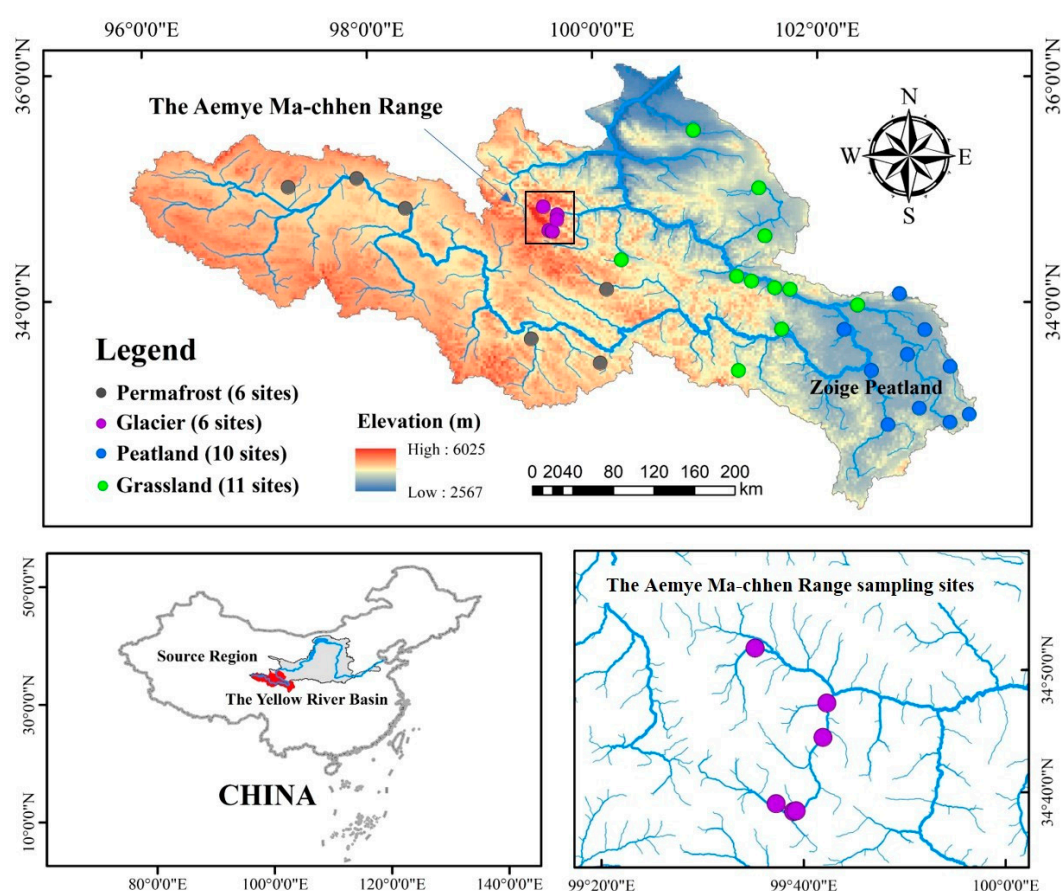 96°0'0"E
98°0'0"E
100°0'0"E
102°0'0"E
36°0'0"N
34°0'0"N
36°0'0"N
34°0'0"N
The Aemye Ma-chhen Range
N
W
E
S
Zoige Peatland
Legend
Permafrost (6 sites)
Glacier (6 sites)
Peatland (10 sites)
Grassland (11 sites)
Elevation (m)
High : 6025
Low : 2567
0 2040 80 120 160 200
km
50°0'0"N
30°0'0"N
10°0'0"N
Source Region
The Yellow River Basin
CHINA
80°0'0"E
100°0'0"E
120°0'0"E
140°0'0"E
The Aemye Ma-chhen Range sampling sites
34°50'0"N
34°40'0"N
99°20'0"E
99°40'0"E
100°0'0"E